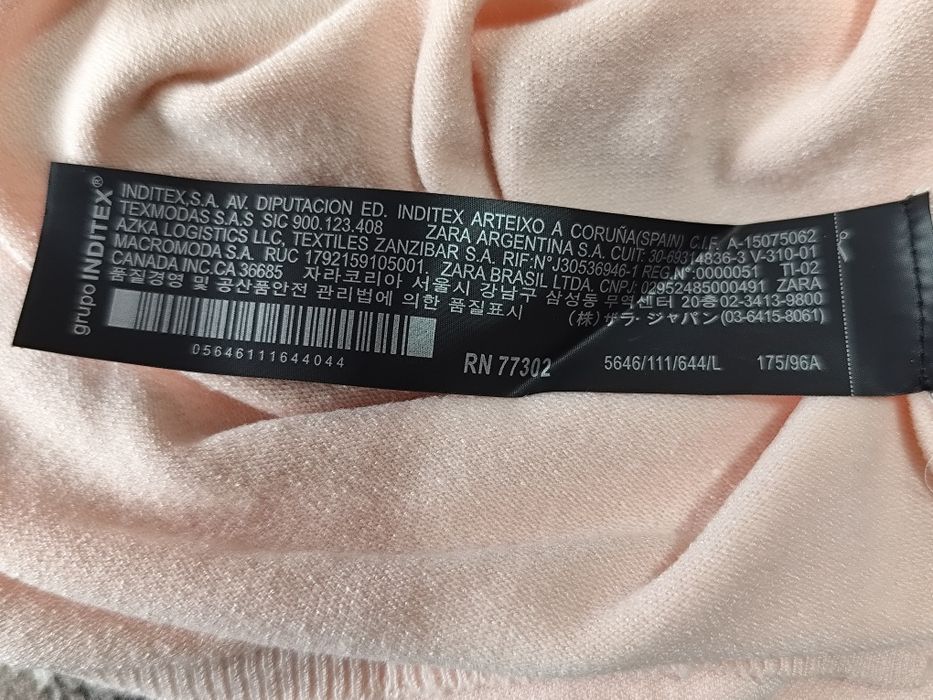 grupo INDITEX®
INDITEX,S.A. AV. DIPUTACION ED. INDITEX ARTEIXO A CORUÑA(SPAIN) C.I.F. A-15075062
TEXMODAS S.A.S SIC 900.123.408 ZARA ARGENTINA S.A. CUIT: 30-69314836-3 V-310-01
AZKA LOGISTICS LLC, TEXTILES ZANZIBAR S.A. RIF:N°J30536946-1 REG.N°:0000051 TI-02
MACROMODA S.A. RUC 1792159105001. ZARA BRASIL LTDA. CNPJ: 02952485000491 ZARA
CANADA INC.CA 36685 자라코리아 서울시 강남구 삼성동 무역센터 20층 02-3413-9800
품질경영 및 공산품안전 관리법에 의한 품질표시 (株) ザラ・ジャパン(03-6415-8061)
05646111644044
RN 77302 5646/111/644/L 175/96A